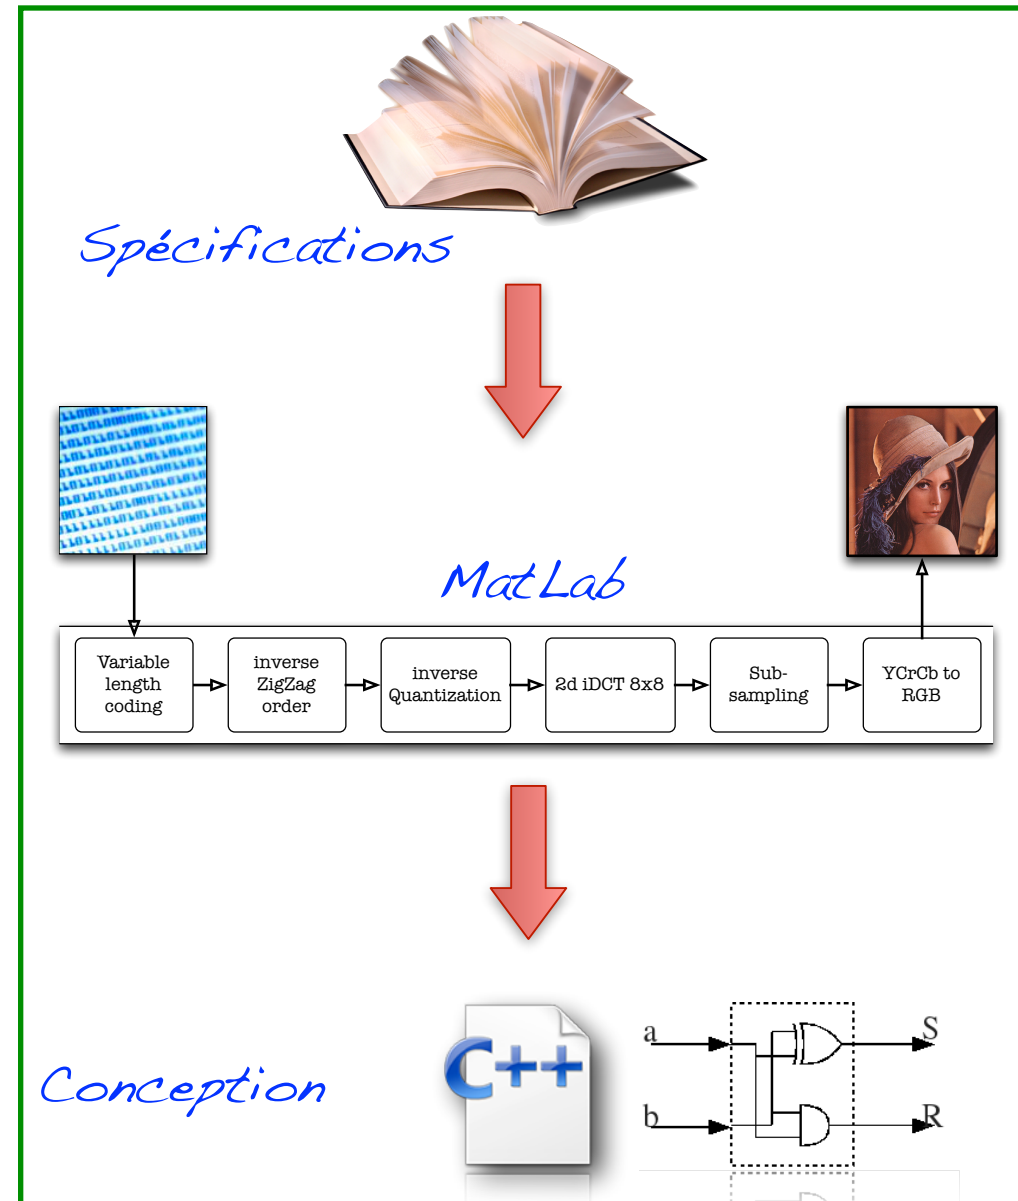 Spécifications
MatLab
Variable
length
coding
inverse
ZigZag
order
inverse
Quantization
2d iDCT 8x8
Sub-
sampling
YCrCb to
RGB
Conception
C++
a
S
b
R